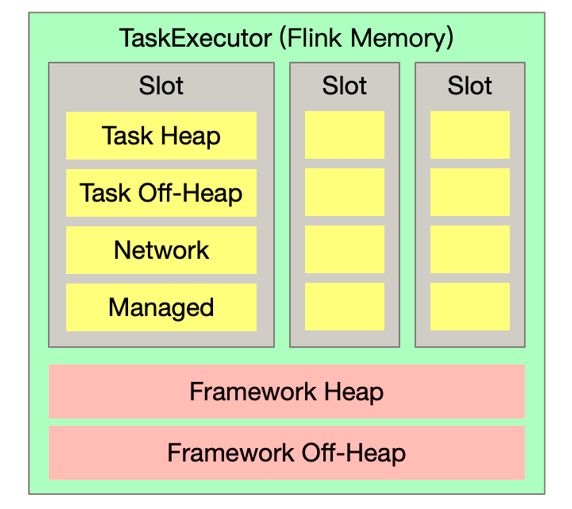 TaskExecutor (Flink Memory)
Slot
Task Heap
Task Off-Heap
Network
Managed
Slot
Slot
Framework Heap
Framework Off-Heap